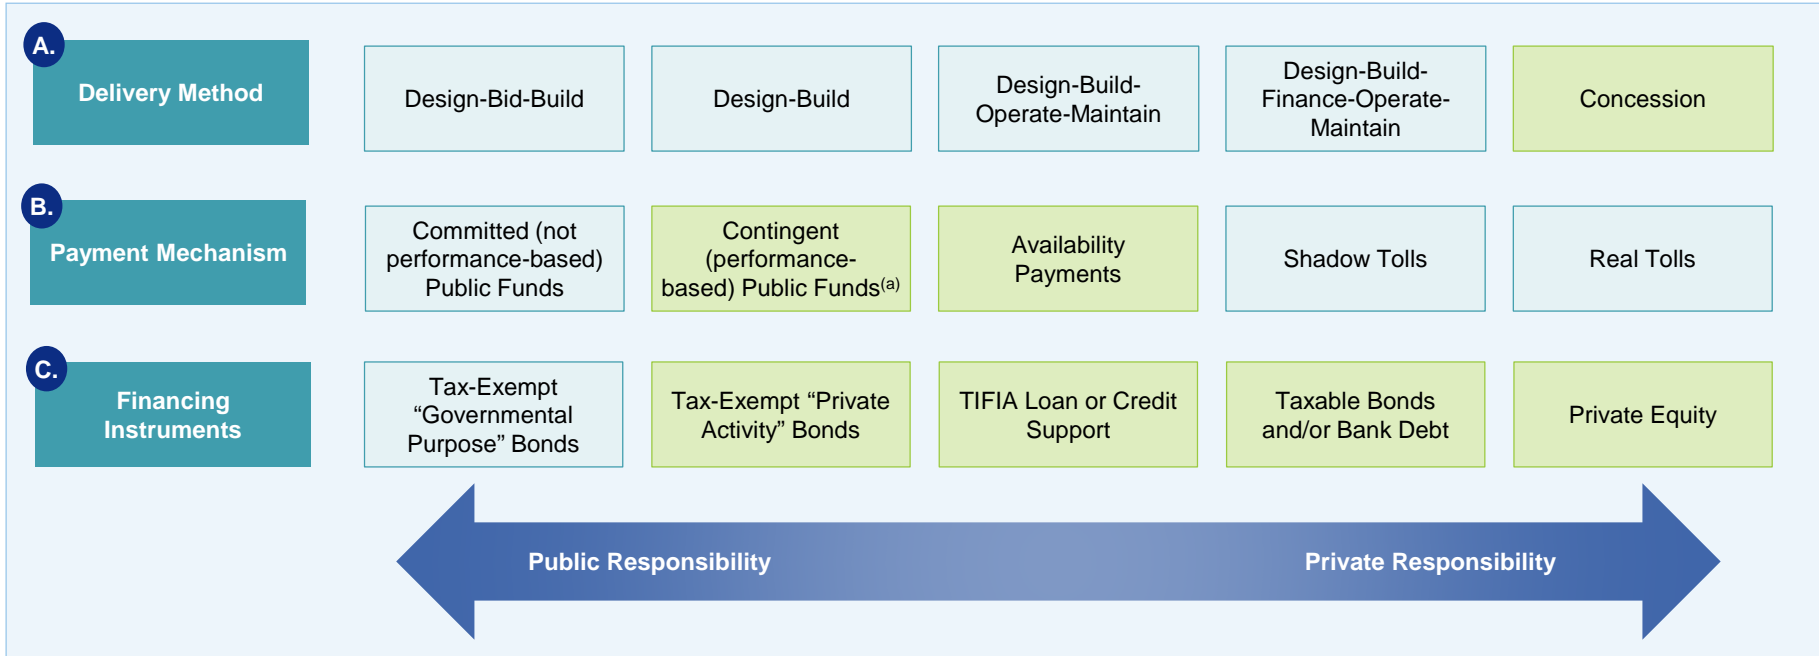 A.
Delivery Method
Design-Bid-Build
Design-Build
Design-Build-
Operate-Maintain
Design-Build-
Finance-Operate-
Maintain
Concession
B.
Payment Mechanism
Committed (not
performance-based)
Public Funds
Contingent
(performance-
based) Public Funds(a)
Availability
Payments
Shadow Tolls
Real Tolls
C.
Financing
Instruments
Tax-Exempt
“Governmental
Purpose” Bonds
Tax-Exempt “Private
Activity” Bonds
TIFIA Loan or Credit
Support
Taxable Bonds
and/or Bank Debt
Private Equity
Public Responsibility
Private Responsibility